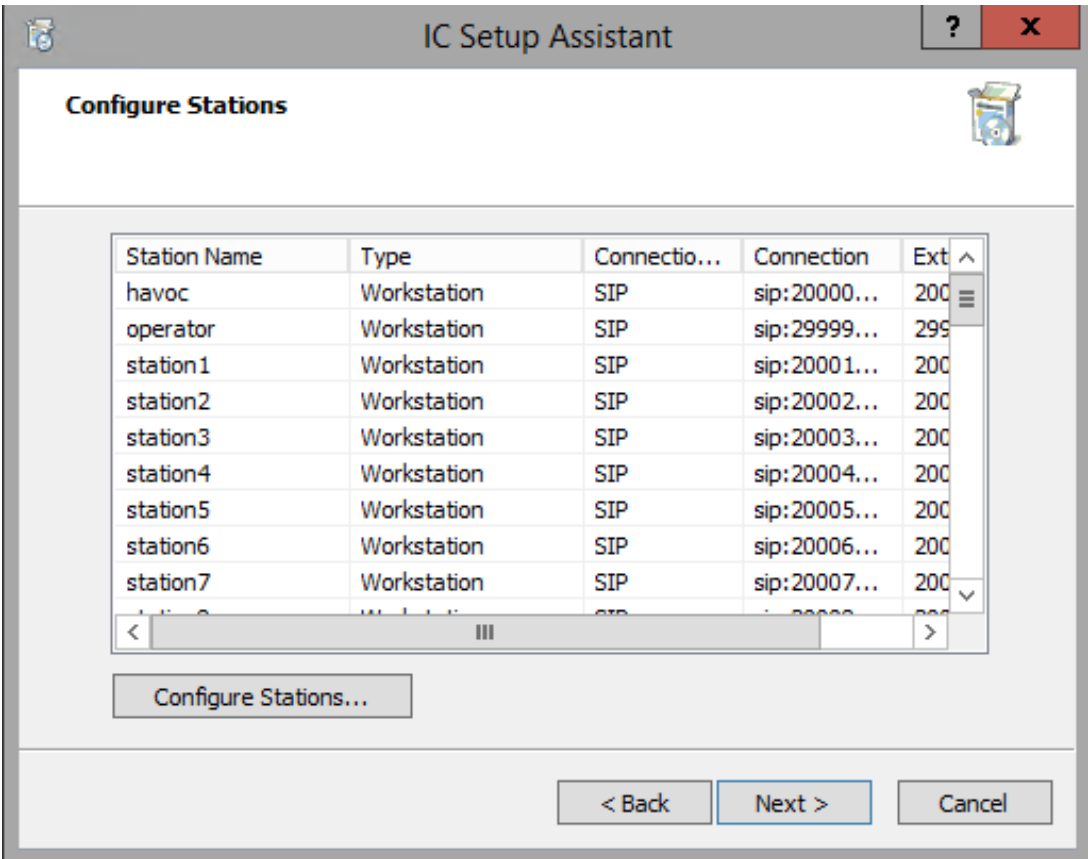 IC Setup Assistant
? x
Configure Stations
Station Name Type Connectio... Connection Ext
havoc Workstation SIP sip:20000... 200
operator Workstation SIP sip:29999... 299
station1 Workstation SIP sip:20001... 200
station2 Workstation SIP sip:20002... 200
station3 Workstation SIP sip:20003... 200
station4 Workstation SIP sip:20004... 200
station5 Workstation SIP sip:20005... 200
station6 Workstation SIP sip:20006... 200
station7 Workstation SIP sip:20007... 200
Configure Stations...
< Back Next > Cancel